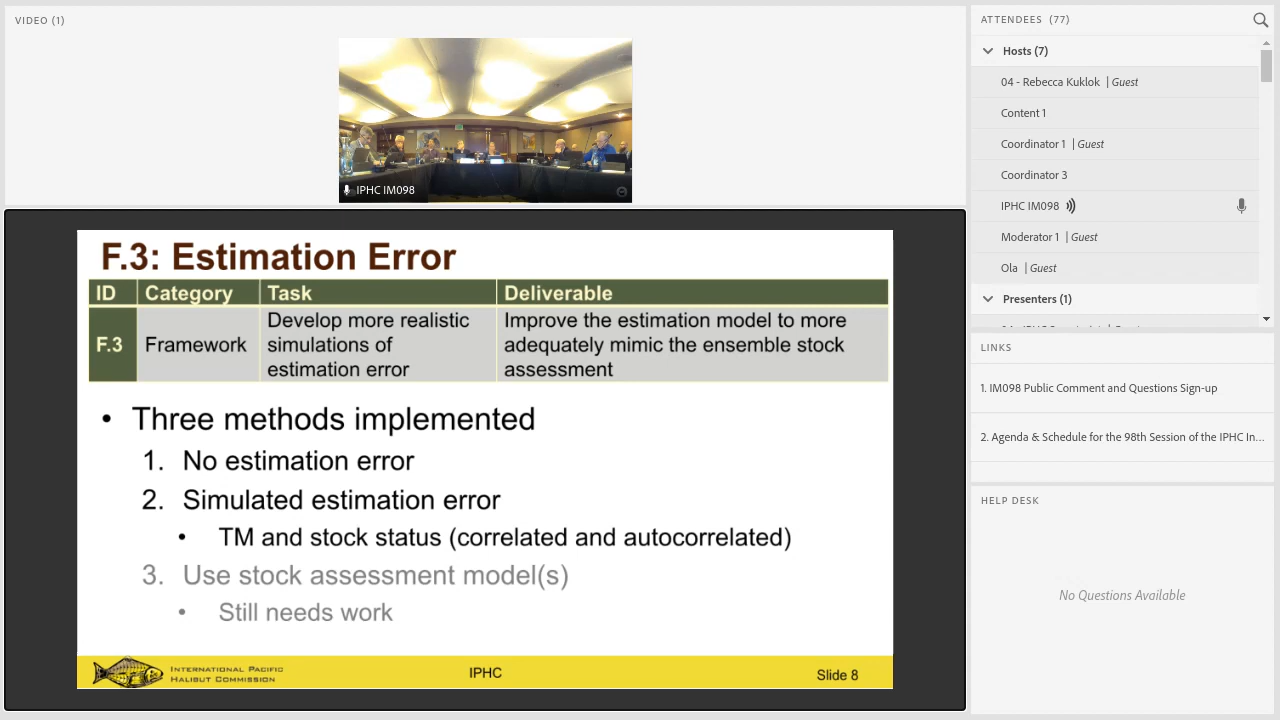 VIDEO (1)
IPHC IM098
F.3: Estimation Error
ID Category Task Deliverable
F.3 Framework
Develop more realistic
simulations of
estimation error
Improve the estimation model to more
adequately mimic the ensemble stock
assessment
• Three methods implemented
1. No estimation error
2. Simulated estimation error
• TM and stock status (correlated and autocorrelated)
3. Use stock assessment model(s)
• Still needs work
INTERNATIONAL PACIFIC
HALIBUT COMMISSION
IPHC
Slide 8
ATTENDEES (77)
Hosts (7)
04 - Rebecca Kuklok | Guest
Content 1
Coordinator 1 | Guest
Coordinator 3
IPHC IM098
Moderator 1 | Guest
Ola | Guest
Presenters (1)
LINKS
1. IM098 Public Comment and Questions Sign-up
2. Agenda & Schedule for the 98th Session of the IPHC In...
HELP DESK
No Questions Available